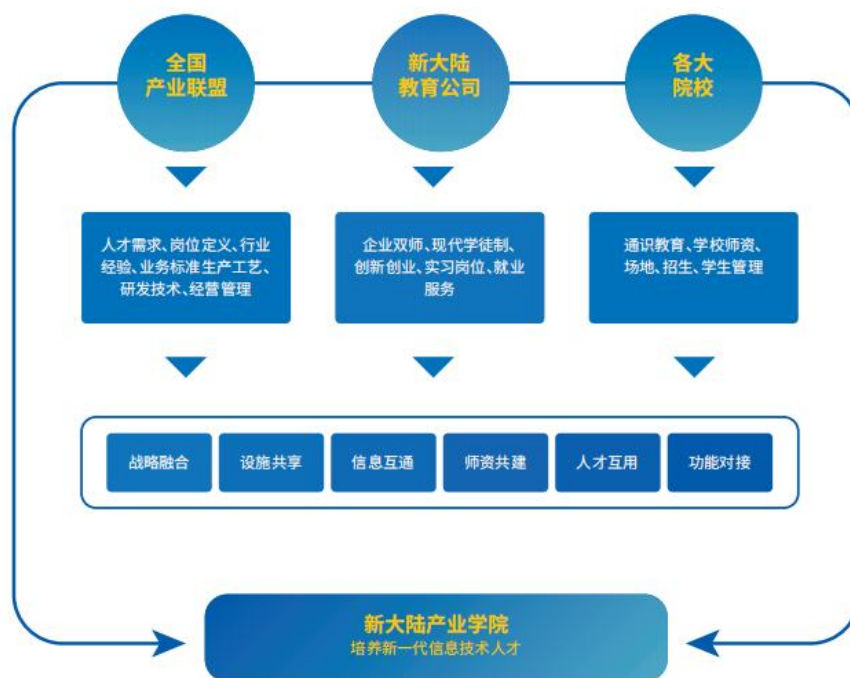 全国
产业联盟
新大陆
教育公司
各大
院校
人才需求、岗位定义、行业
经验、业务标准生产工艺、
研发技术、经营管理
企业双师、现代学徒制、
创新创业、实习岗位、就业
服务
通识教育、学校师资、
场地、招生、学生管理
战略融合
设施共享
信息互通
师资共建
人才互用
功能对接
新大陆产业学院
培养新一代信息技术人才